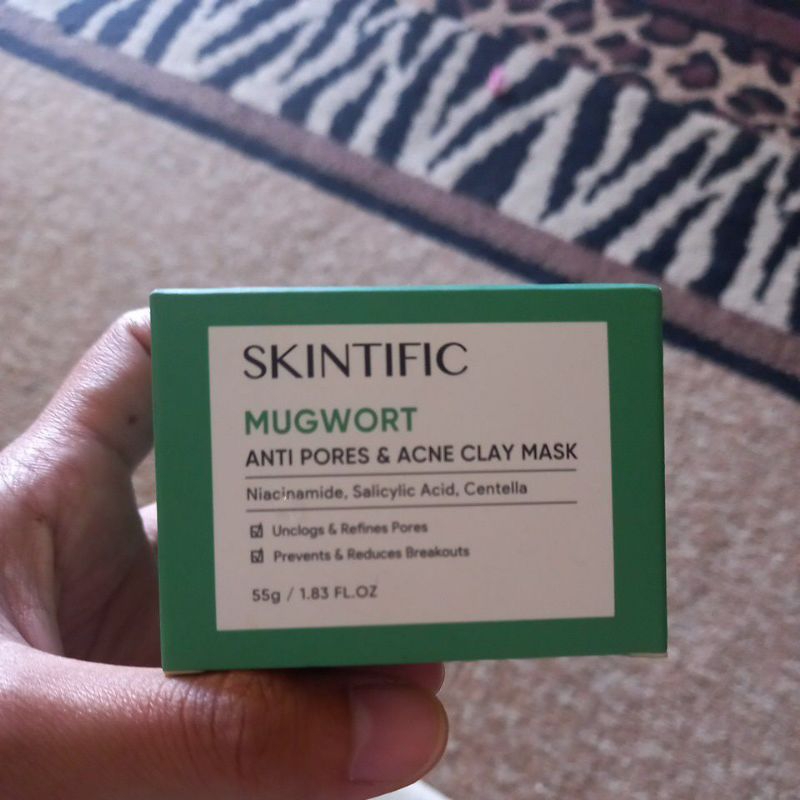 SKINTIFIC
MUGWORT
ANTI PORES & ACNE CLAY MASK
Niacinamide, Salicylic Acid, Centella
Unclogs & Refines Pores
Prevents & Reduces Breakouts
55g / 1.83 FL.OZ